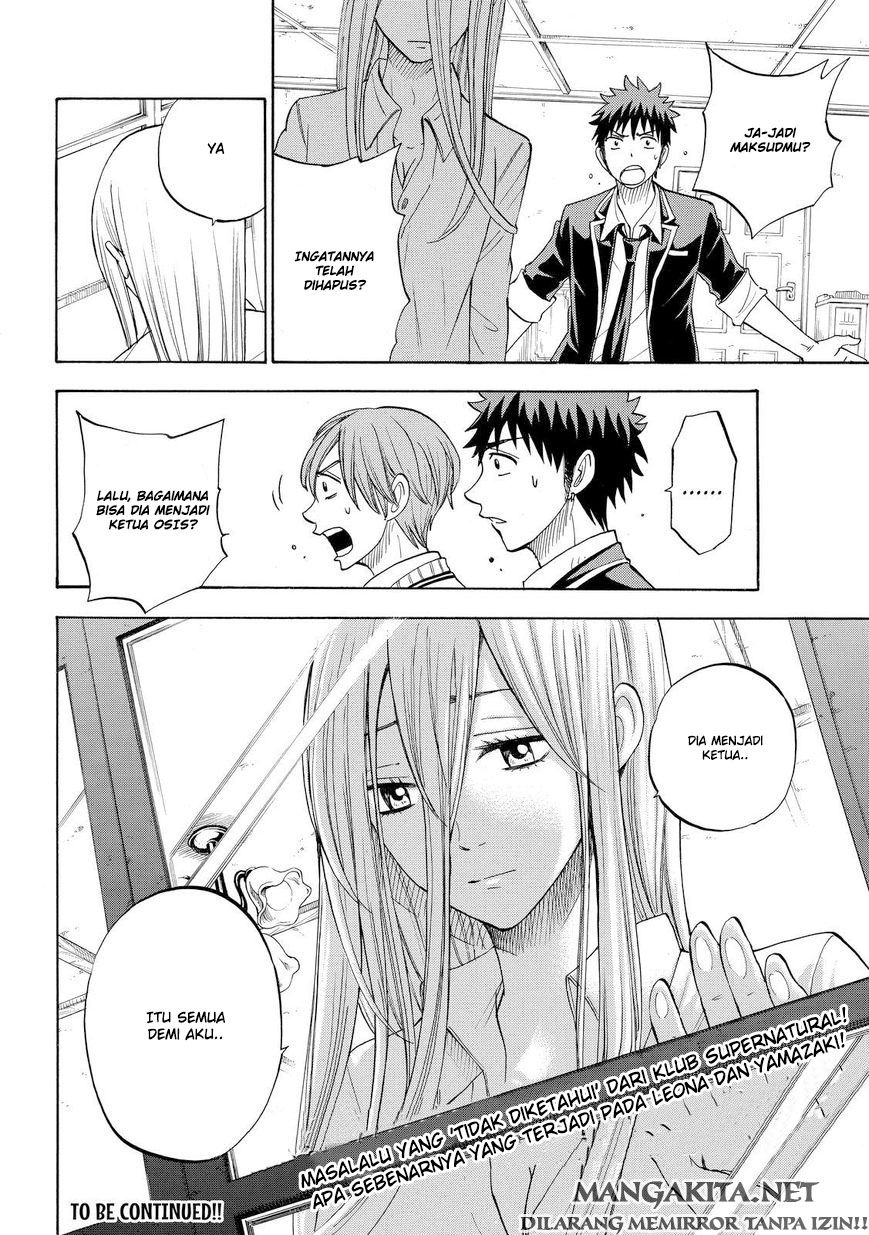 JA-JADI
MAKSUDMU?
INGATANNYA
TELAH
DIHAPUS?
YA
......
LALU, BAGAIMANA
BISA DIA MENJADI
KETUA OSIS?
DIA MENJADI
KETUA..
ITU SEMUA
DEMI AKU..
MASALALU YANG 'TIDAK DIKETAHUI' DARI KLUB SUPERNATURAL!
APA SEBENARNYA YANG TERJADI PADA LEONA DAN YAMAZAKI!
TO BE CONTINUED!!
MANGAKITA.NET
DILARANG MEMIRROR TANPA IZIN!!